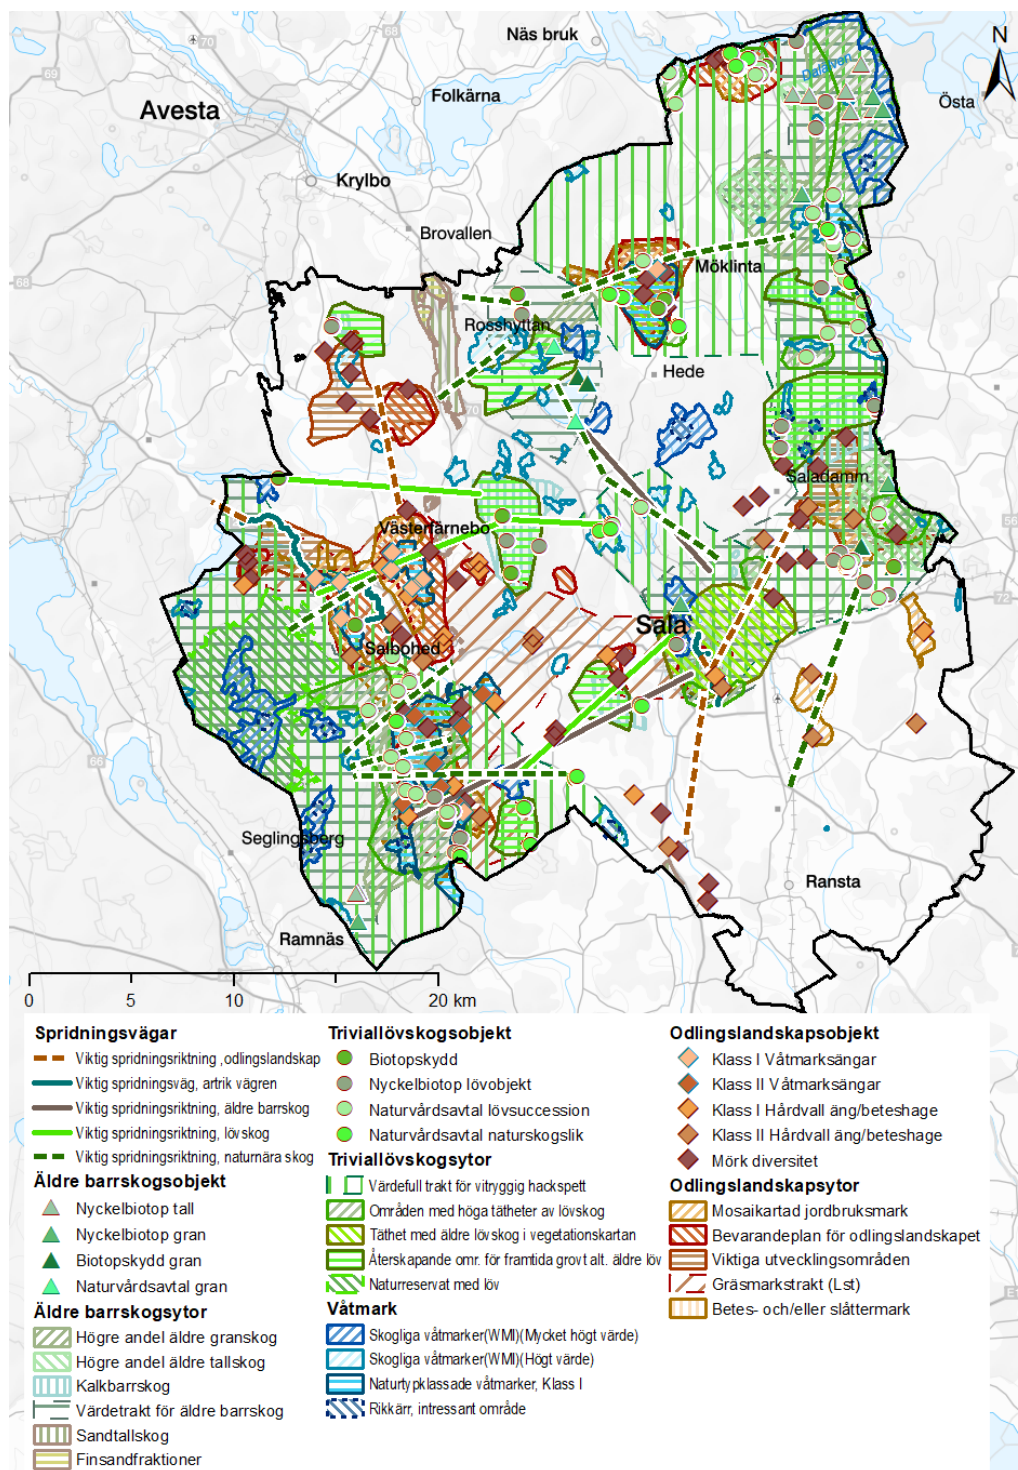 Näs bruk
N
68
70
Dalälven
69
Avesta
Folkärna
Östa
Krylbo
Brovallen
68
Möklinta
Rosshyttan
Hede
Saladamm
Västerfärnebo
56
72
Sala
Salbohed
66
Seglingsberg
Ransta
Ramnäs
0 5 10 20 km
Spridningsvägar
Viktig spridningsriktning ,odlingslandskap
Viktig spridningsväg, artrik vägren
Viktig spridningsriktning, äldre barrskog
Viktig spridningsriktning, lövskog
Viktig spridningsriktning, naturnära skog
Äldre barrskogsobjekt
Nyckelbiotop tall
Nyckelbiotop gran
Biotopskydd gran
Naturvårdsavtal gran
Äldre barrskogsytor
Högre andel äldre granskog
Högre andel äldre tallskog
Kalkbarrskog
Värdetrakt för äldre barrskog
Sandtallskog
Finsandfraktioner
Triviallövskogsobjekt
Biotopskydd
Nyckelbiotop lövobjekt
Naturvårdsavtal lövsuccession
Naturvårdsavtal naturskogslik
Triviallövskogsytor
Värdefull trakt för vitryggig hackspett
Områden med höga tätheter av lövskog
Täthet med äldre lövskog i vegetationskartan
Återskapande omr. för framtida grovt alt. äldre löv
Naturreservat med löv
Våtmark
Skogliga våtmarker(WMI)(Mycket högt värde)
Skogliga våtmarker(WMI)(Högt värde)
Naturtypklassade våtmarker, Klass I
Rikkärr, intressant område
Odlingslandskapsobjekt
Klass I Våtmarksängar
Klass II Våtmarksängar
Klass I Hårdvall äng/beteshage
Klass II Hårdvall äng/beteshage
Mörk diversitet
Odlingslandskapsytor
Mosaikartad jordbruksmark
Bevarandeplan för odlingslandskapet
Viktiga utvecklingsområden
Gräsmarkstrakt (Lst)
Betes- och/eller slåttermark